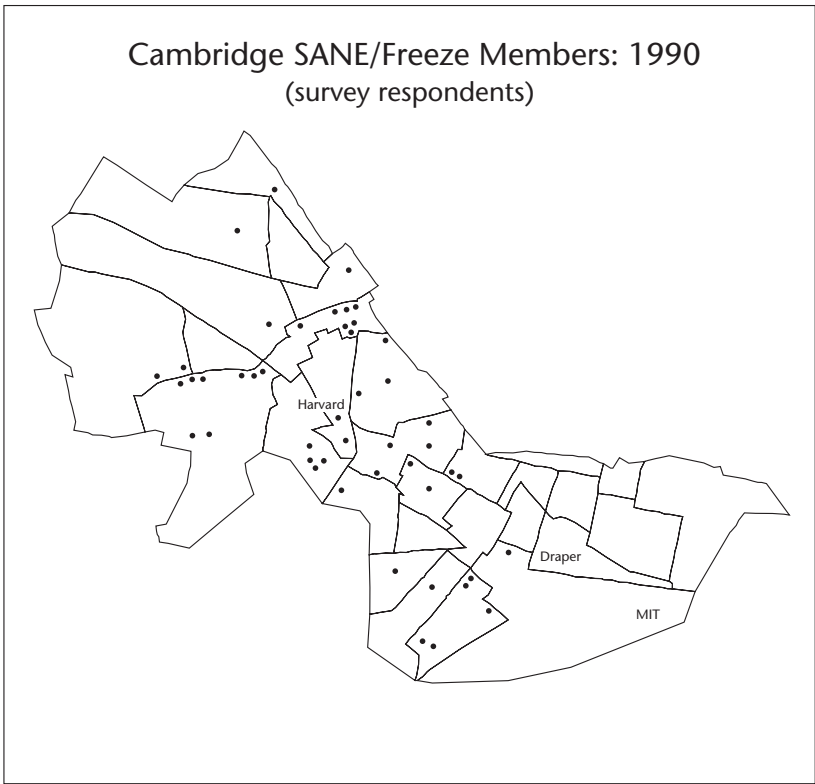 Cambridge SANE/Freeze Members: 1990
(survey respondents)
Harvard
Draper
MIT